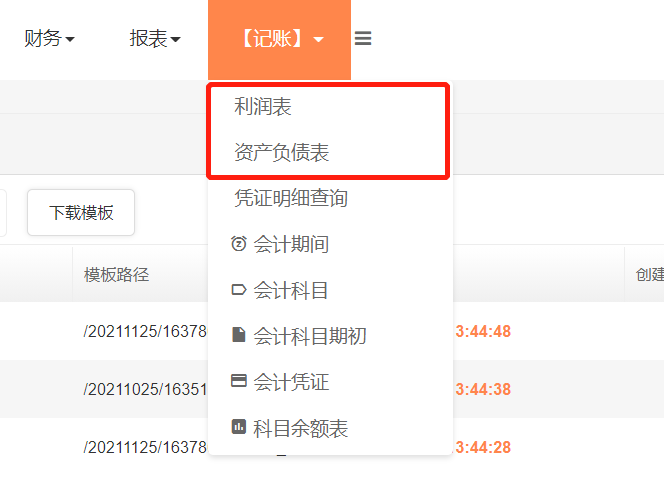 财务 报表 【记账】
利润表
资产负债表
凭证明细查询
下载模板
会计期间
模板路径 创建
会计科目
/20211125/16378 3:44:48
会计科目期初
/20211025/16351 3:44:38
会计凭证
科目余额表
/20211125/16378 3:44:28